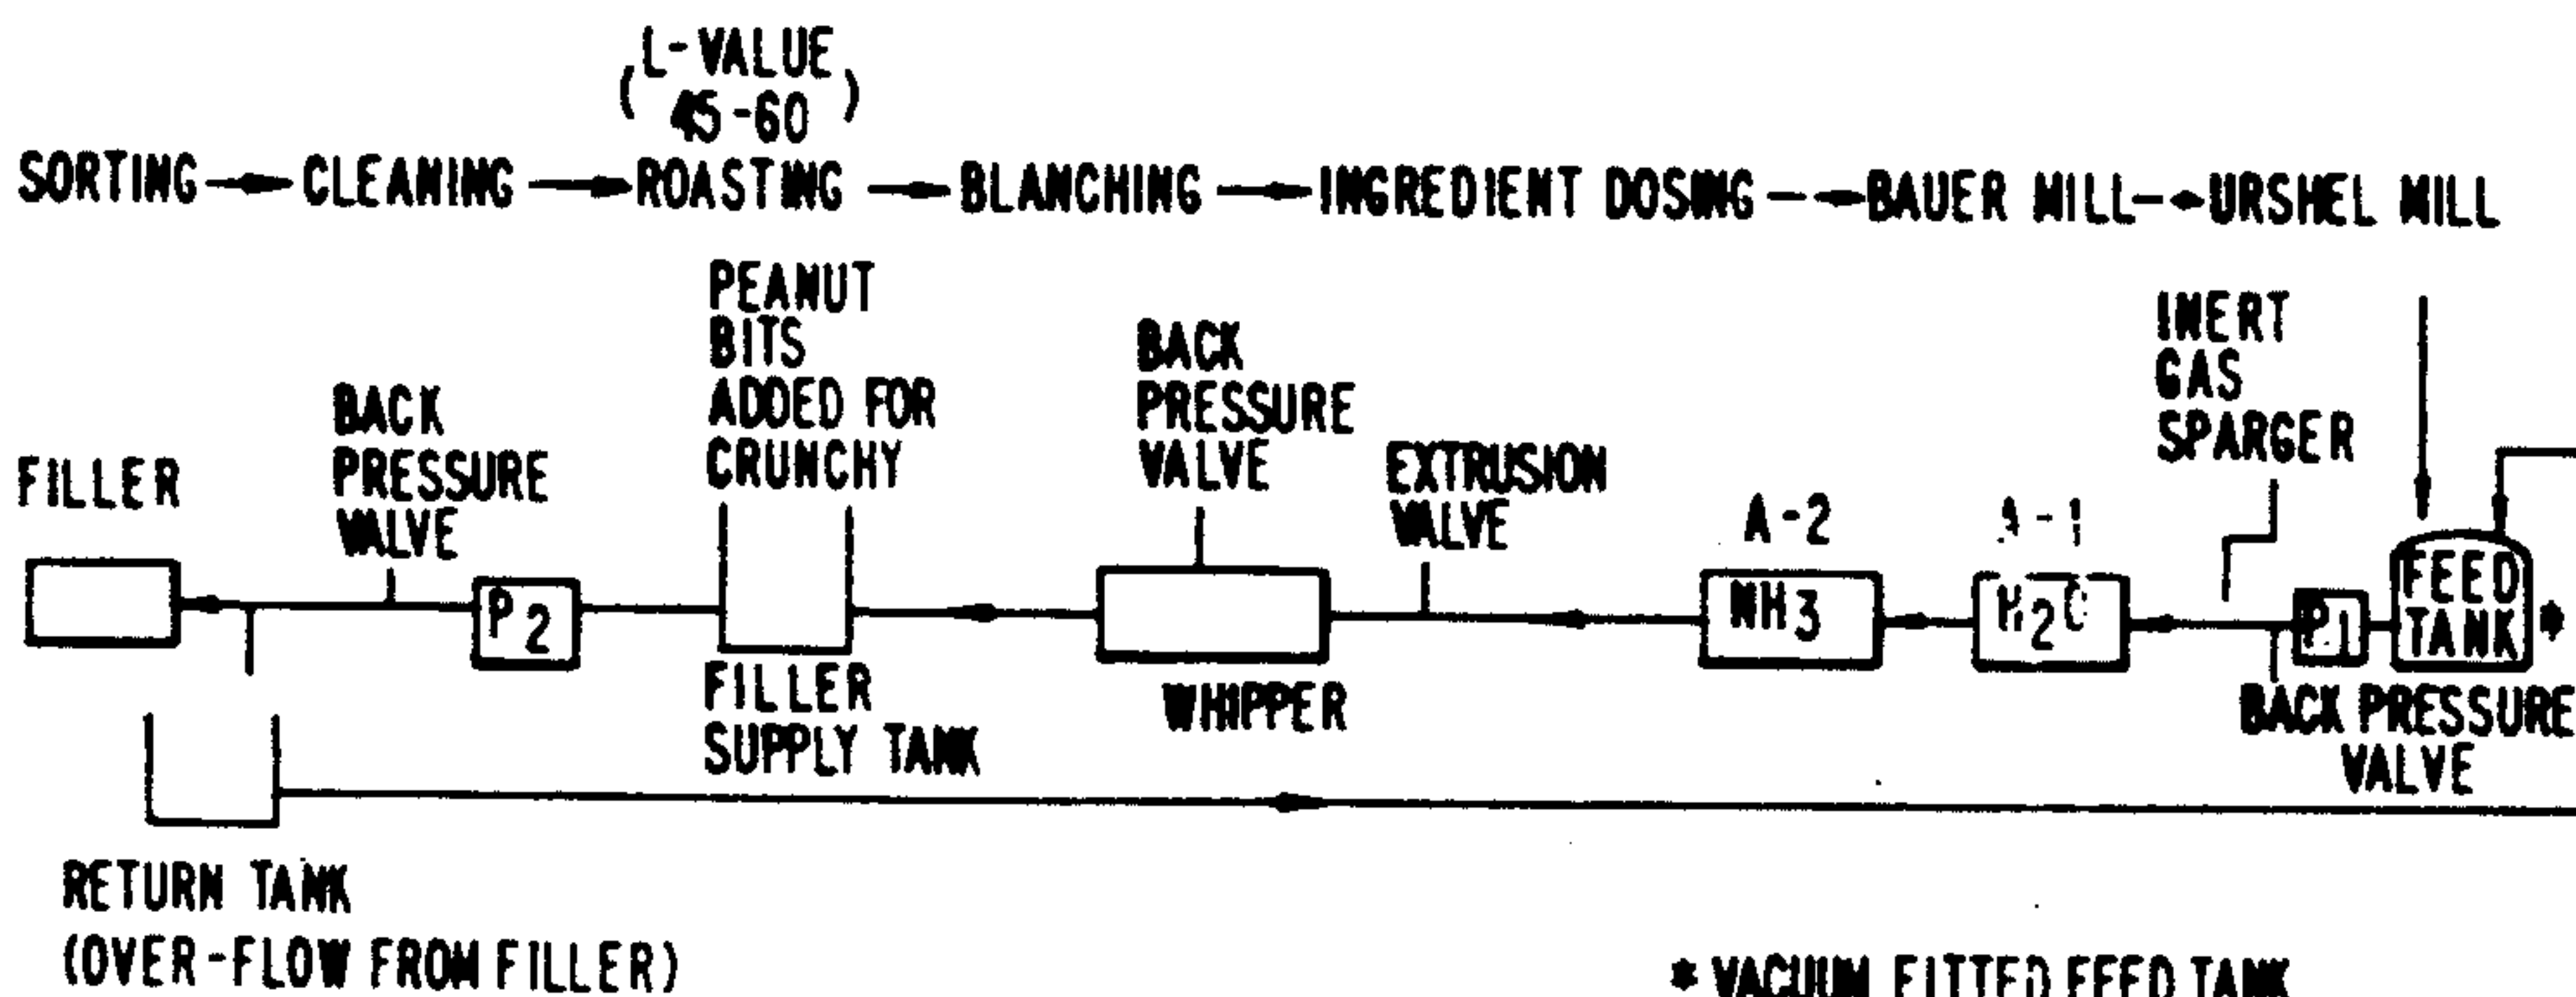 (L-VALUE
45-60)
SORTING → CLEANING → ROASTING → BLANCHING → INGREDIENT DOSING → BAUER MILL → URSHEL MILL
PEANUT
BITS
ADDED FOR
CRUNCHY
BACK
PRESSURE
VALVE
INERT
GAS
SPARGER
BACK
PRESSURE
VALVE
EXTRUSION
VALVE
FILLER
A-2
A-1
P2
NH3
H2O
P1
FEED
TANK *
FILLER
SUPPLY TANK
WHIPPER
BACK PRESSURE
VALVE
RETURN TANK
(OVER-FLOW FROM FILLER)
* VACUUM FITTED FEED TANK